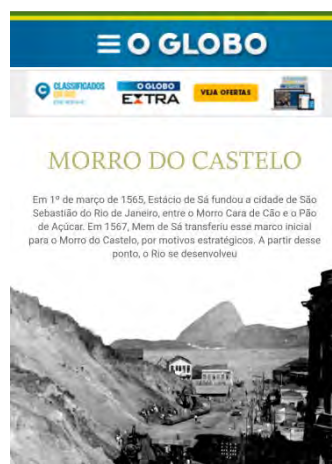 O GLOBO
CLASSIFICADOS
O GLOBO
EXTRA
VEJA OFERTAS
MORRO DO CASTELO
Em 1º de março de 1565, Estácio de Sá fundou a cidade de São
Sebastião do Rio de Janeiro, entre o Morro Cara de Cão e o Pão
de Açúcar. Em 1567, Mem de Sá transferiu esse marco inicial
para o Morro do Castelo, por motivos estratégicos. A partir desse
ponto, o Rio se desenvolveu